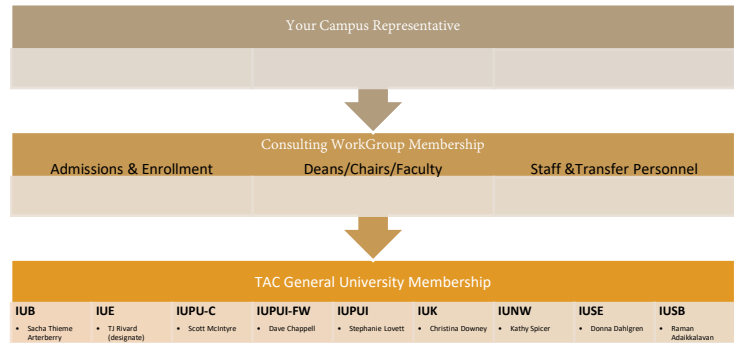 Your Campus Representative
Consulting WorkGroup Membership
Admissions & Enrollment
Deans/Chairs/Faculty
Staff &Transfer Personnel
TAC General University Membership
IUB
• Sacha Thieme
Arterberry
IUE
• TJ Rivard
(designate)
IUPU-C
• Scott McIntyre
IUPUI-FW
• Dave Chappell
IUPUI
• Stephanie Lovett
IUK
• Christina Downey
IUNW
• Kathy Spicer
IUSE
• Donna Dahlgren
IUSB
• Raman
Adaikkalavan